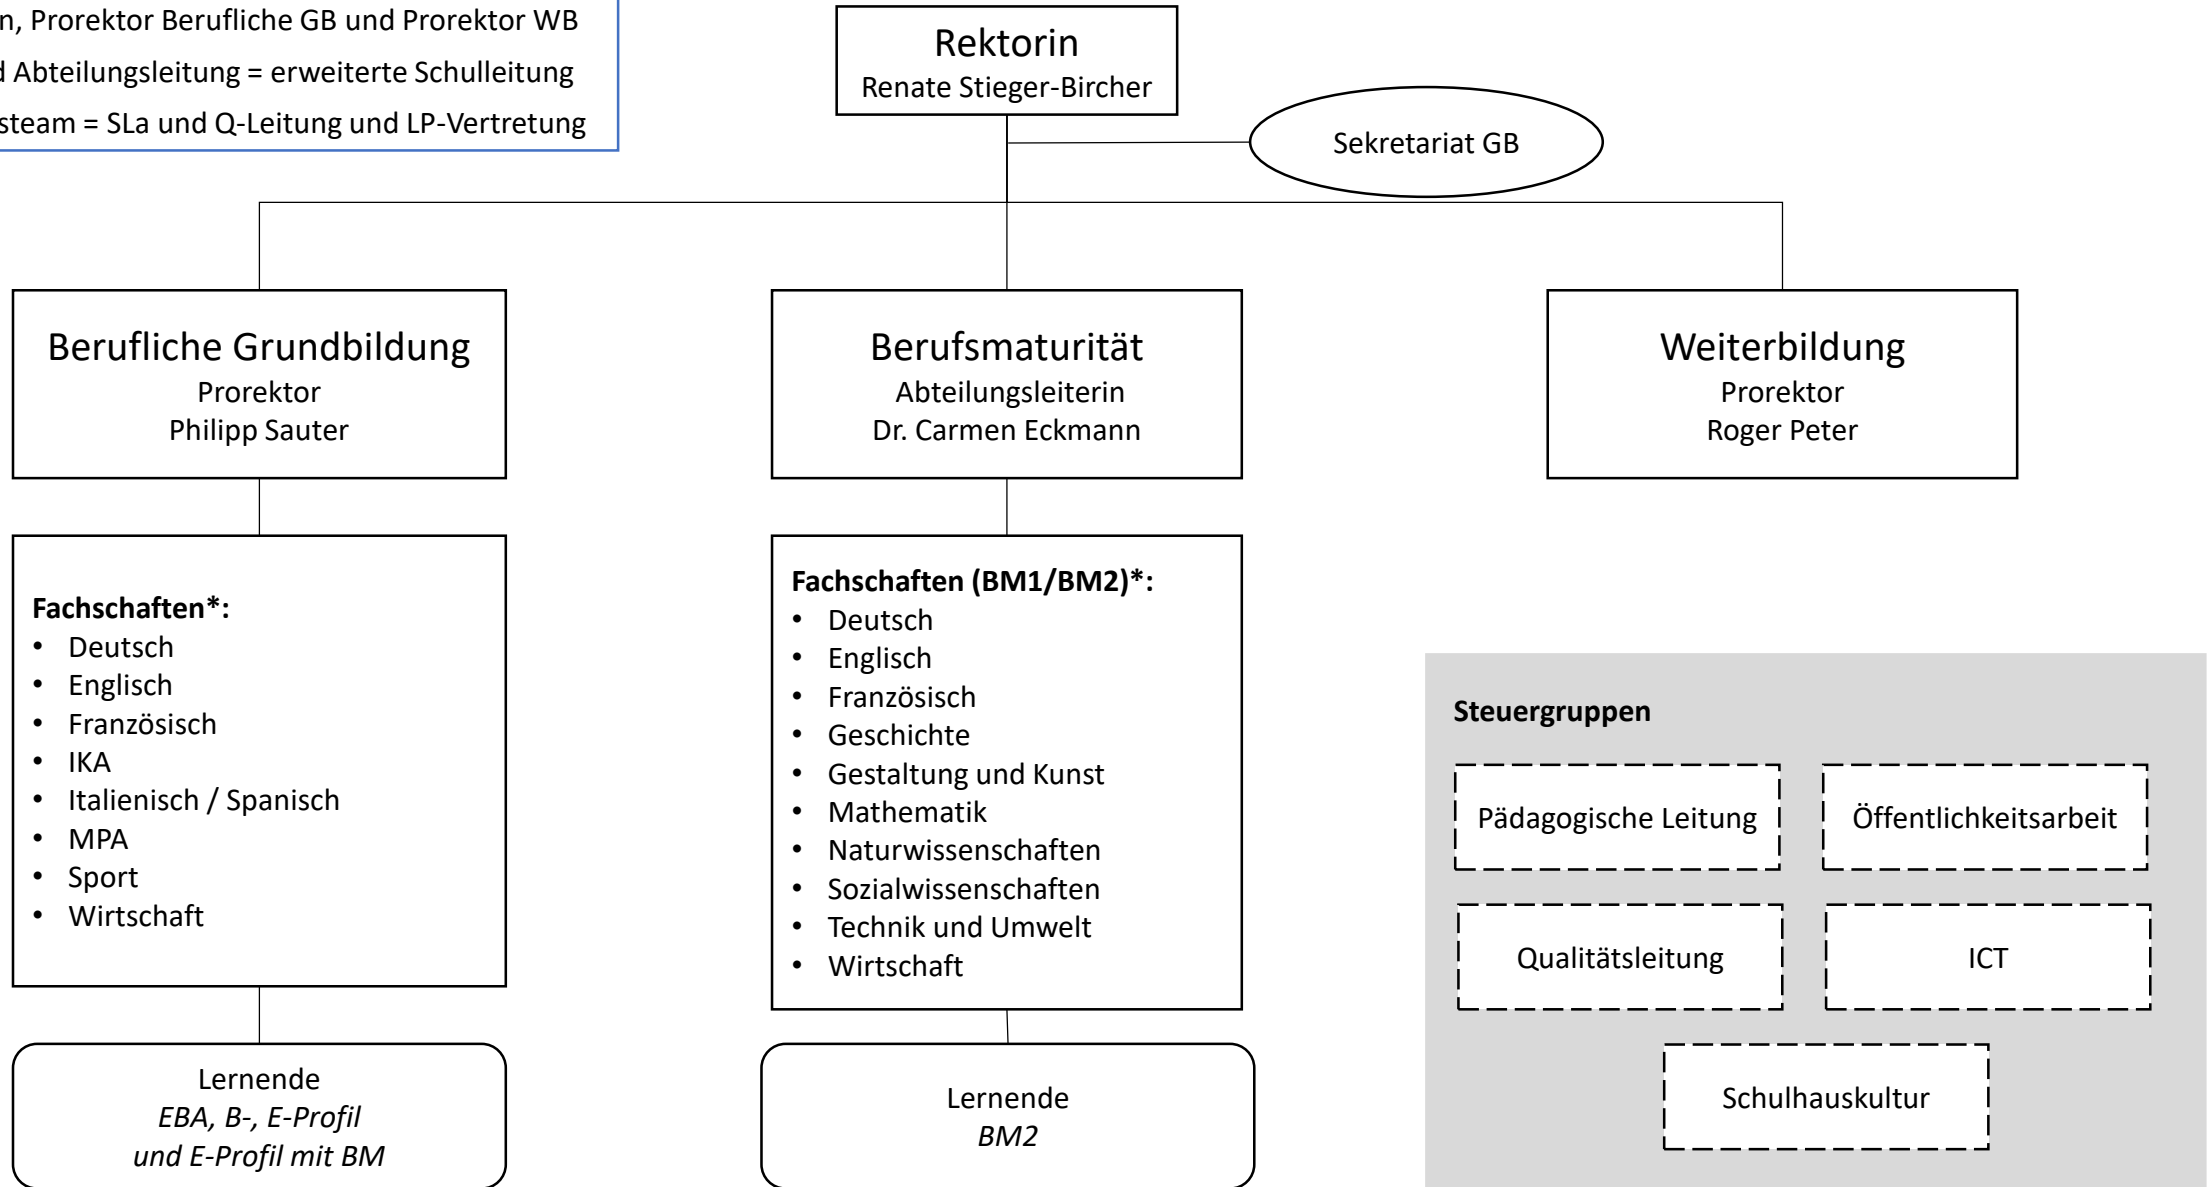 Prorektor Berufliche GB und Prorektor WB
Abteilungsleitung = erweiterte Schulleitung
= SLa und Q-Leitung und LP-Vertretung
Rektorin
Renate Stieger-Bircher
Sekretariat GB
Berufliche Grundbildung
Prorektor
Philipp Sauter
Berufsmaturität
Abteilungsleiterin
Dr. Carmen Eckmann
Weiterbildung
Prorektor
Roger Peter
Fachschaften*:
• Deutsch
• Englisch
• Französisch
• IKA
• Italienisch / Spanisch
• MPA
• Sport
• Wirtschaft
Fachschaften (BM1/BM2)*:
• Deutsch
• Englisch
• Französisch
• Geschichte
• Gestaltung und Kunst
• Mathematik
• Naturwissenschaften
• Sozialwissenschaften
• Technik und Umwelt
• Wirtschaft
Steuergruppen
Pädagogische Leitung
Öffentlichkeitsarbeit
Qualitätsleitung
ICT
Schulhauskultur
Lernende
EBA, B-, E-Profil
und E-Profil mit BM
Lernende
BM2